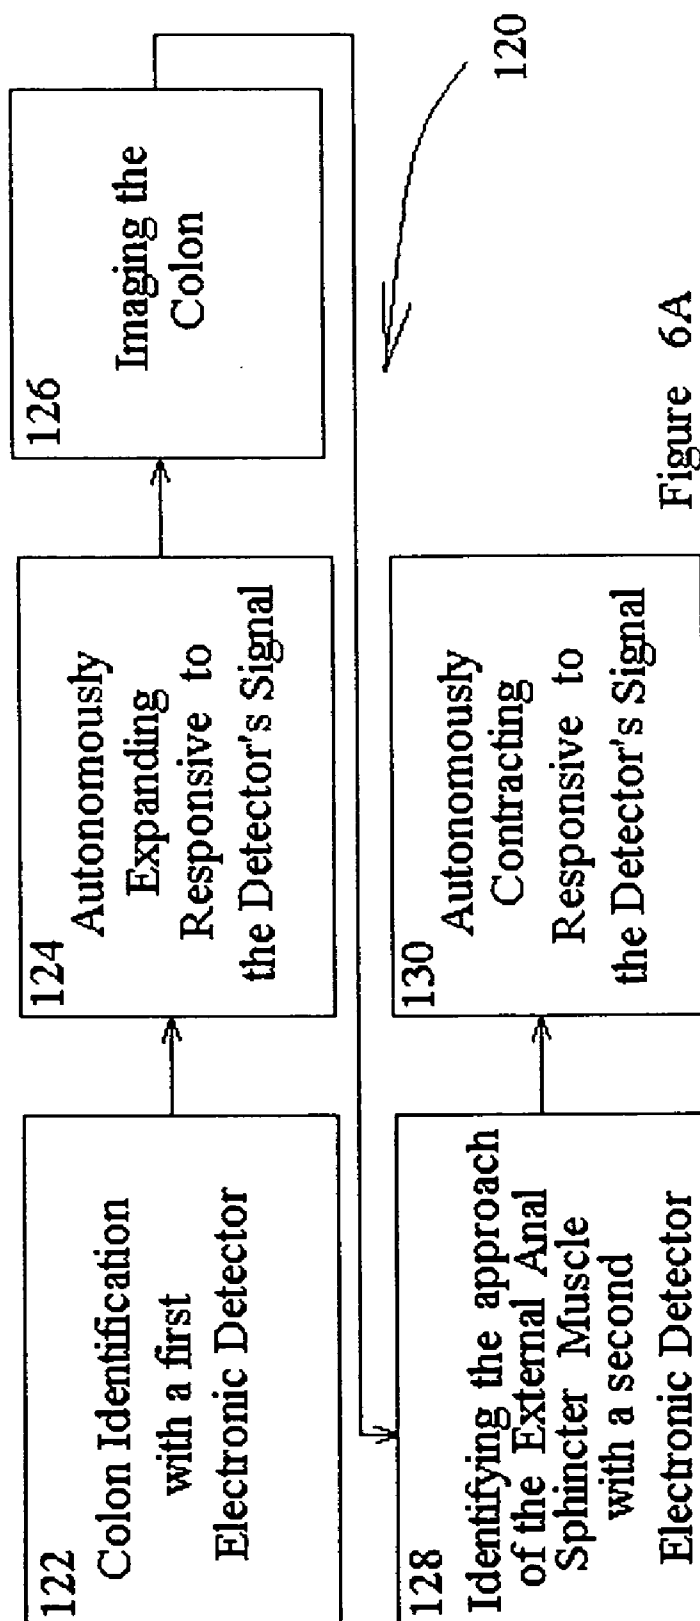 122
Colon Identification
with a first
Electronic Detector
124
Autonomously
Expanding
Responsive to
the Detector's Signal
126
Imaging the
Colon
128
Identifying the approach
of the External Anal
Sphincter Muscle
with a second
Electronic Detector
130
Autonomously
Contracting
Responsive to
the Detector's Signal
120
Figure 6A